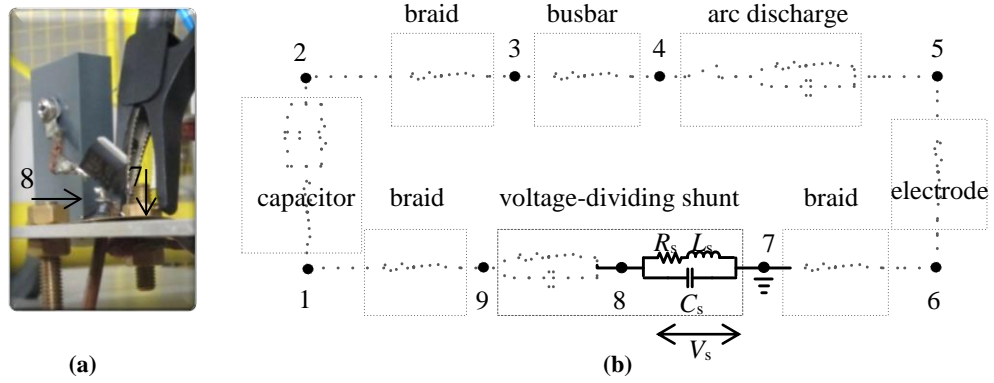 braid busbar arc discharge
2 3 4 5
8 7
capacitor braid voltage-dividing shunt braid electrode
Rs Ls 7
1 9 8 Cs 6
Vs
(a) (b)